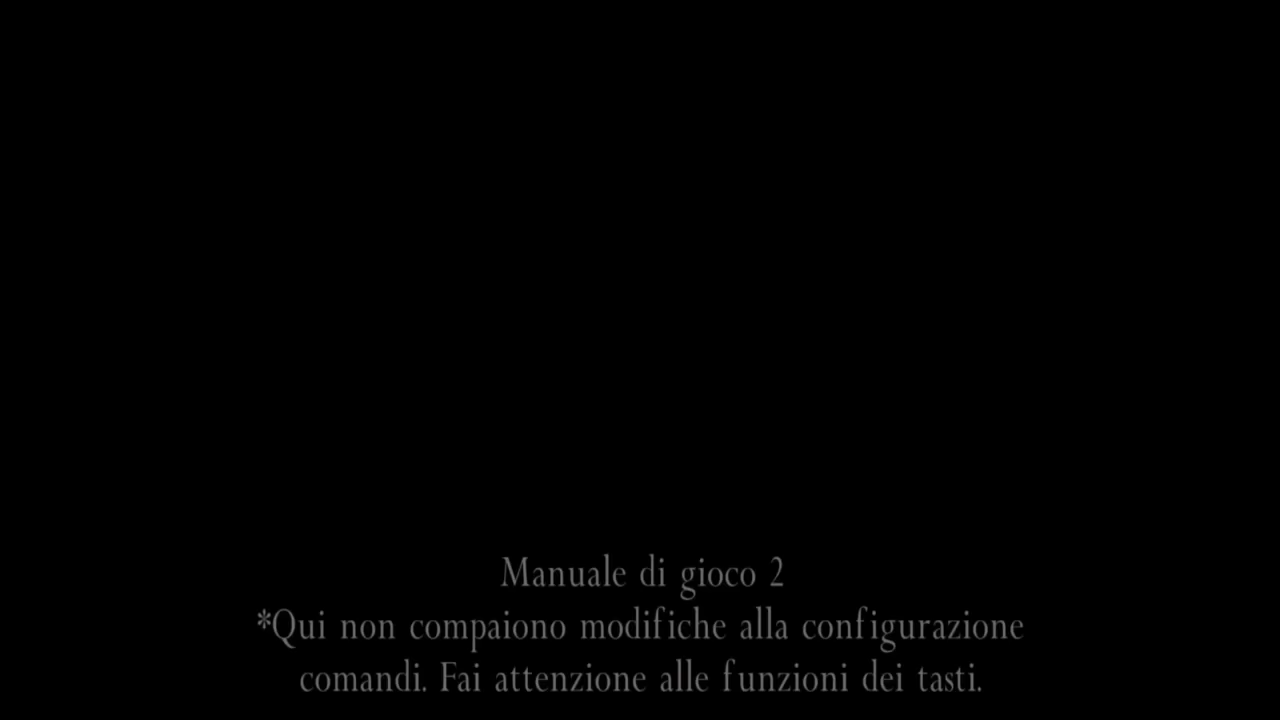 Manuale di gioco 2
*Qui non compaiono modifiche alla configurazione
comandi. Fai attenzione alle funzioni dei tasti.